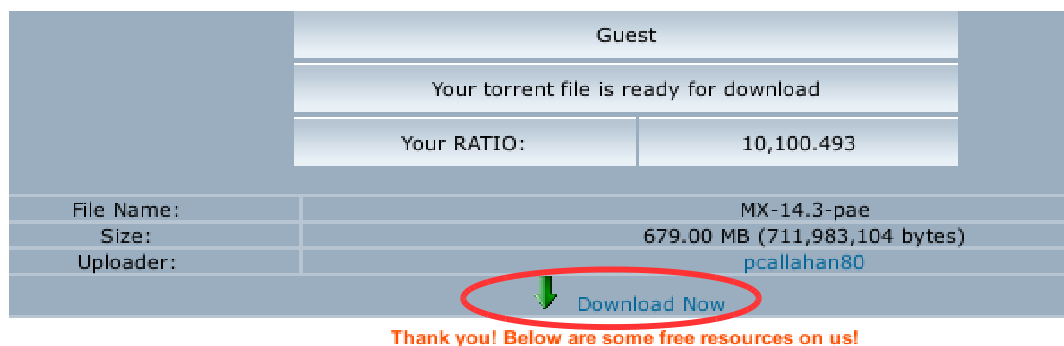 Guest
Your torrent file is ready for download
Your RATIO: 10,100.493
File Name: MX-14.3-pae
Size: 679.00 MB (711,983,104 bytes)
Uploader: pcallahan80
Download Now
Thank you! Below are some free resources on us!